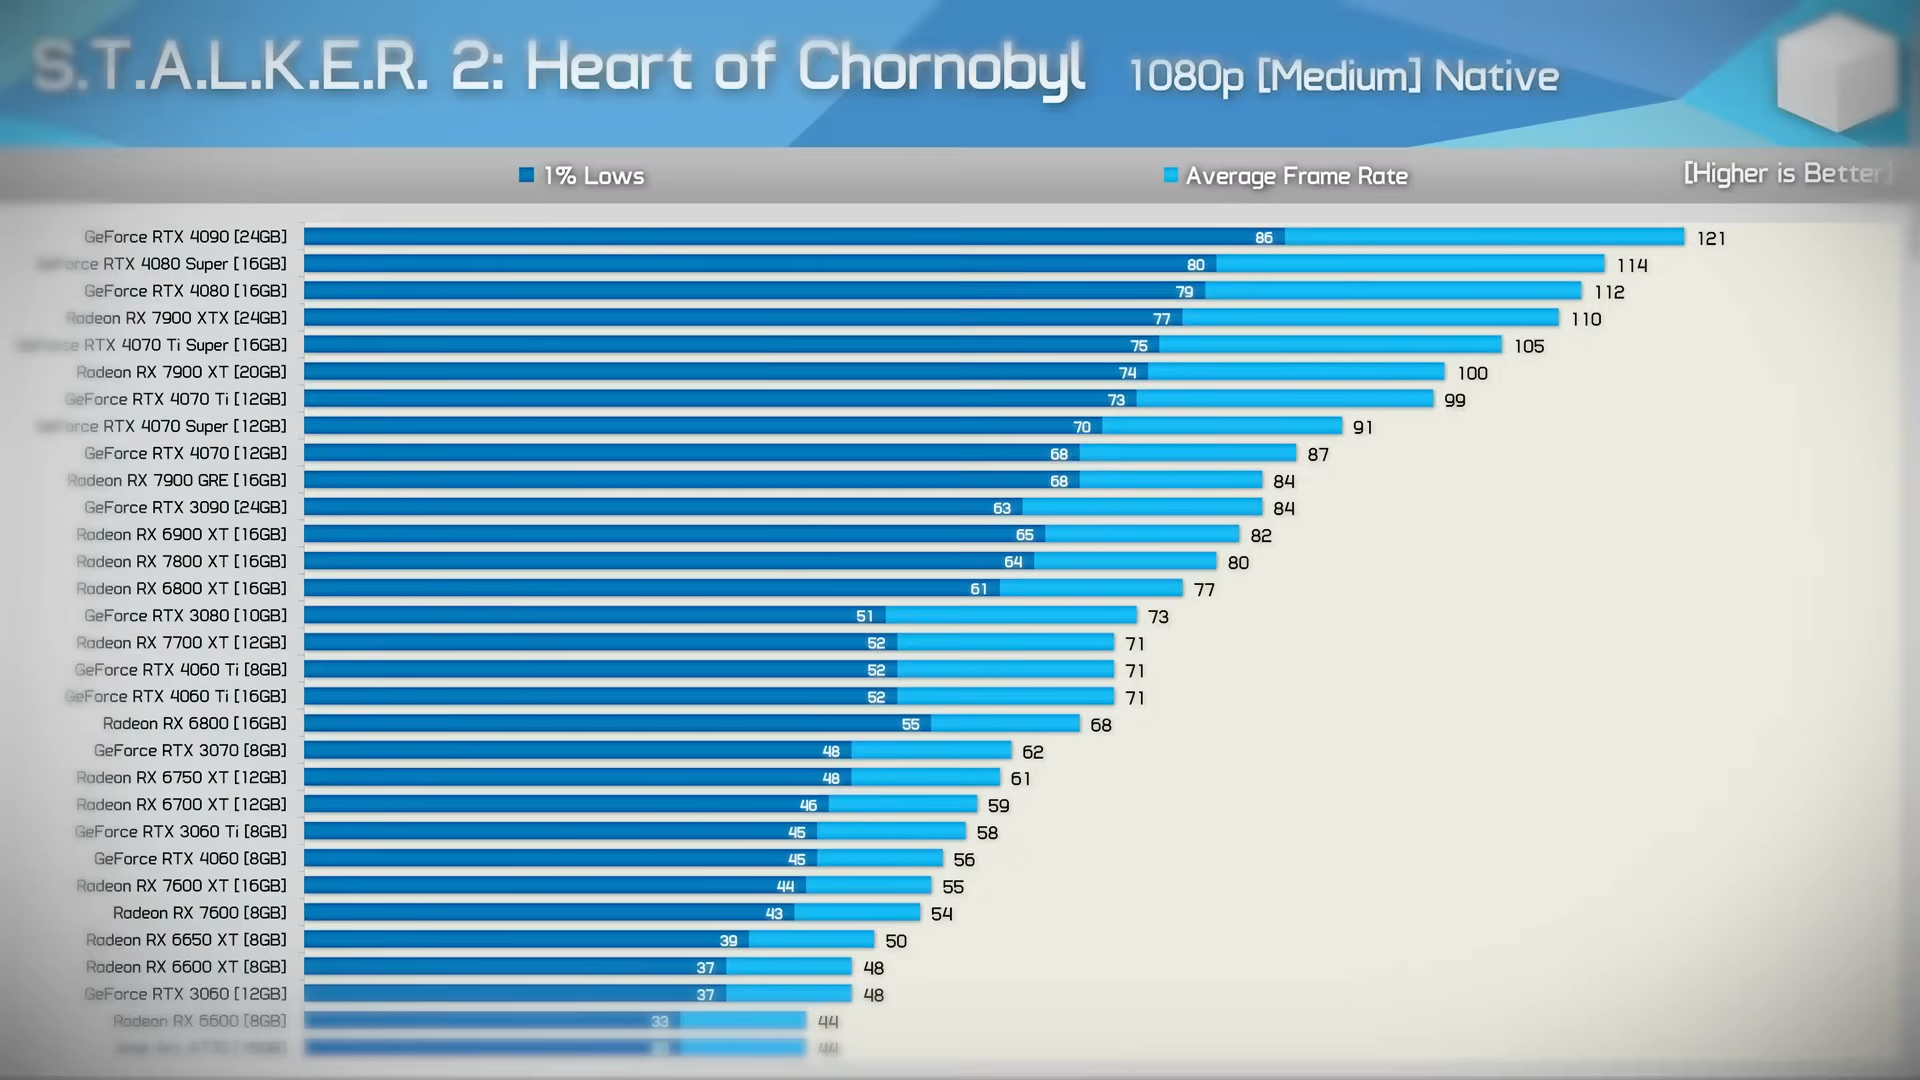 S.T.A.L.K.E.R. 2: Heart of Chornobyl 1080p [Medium] Native
1% Lows Average Frame Rate [Higher is Better]
GeForce RTX 4090 [24GB] 86 121
GeForce RTX 4080 Super [16GB] 80 114
GeForce RTX 4080 [16GB] 79 112
Radeon RX 7900 XTX [24GB] 77 110
GeForce RTX 4070 Ti Super [16GB] 75 105
Radeon RX 7900 XT [20GB] 74 100
GeForce RTX 4070 Ti [12GB] 73 99
GeForce RTX 4070 Super [12GB] 70 91
GeForce RTX 4070 [12GB] 68 87
Radeon RX 7900 GRE [16GB] 68 84
GeForce RTX 3090 [24GB] 63 84
Radeon RX 6900 XT [16GB] 65 82
Radeon RX 7800 XT [16GB] 64 80
Radeon RX 6800 XT [16GB] 61 77
GeForce RTX 3080 [10GB] 51 73
Radeon RX 7700 XT [12GB] 52 71
GeForce RTX 4060 Ti [8GB] 52 71
GeForce RTX 4060 Ti [16GB] 52 71
Radeon RX 6800 [16GB] 55 68
GeForce RTX 3070 [8GB] 48 62
Radeon RX 6750 XT [12GB] 48 61
Radeon RX 6700 XT [12GB] 46 59
GeForce RTX 3060 Ti [8GB] 45 58
GeForce RTX 4060 [8GB] 45 56
Radeon RX 7600 XT [16GB] 44 55
Radeon RX 7600 [8GB] 43 54
Radeon RX 6650 XT [8GB] 39 50
Radeon RX 6600 XT [8GB] 37 48
GeForce RTX 3060 [12GB] 37 48
Radeon RX 6600 [8GB] 33 44
44